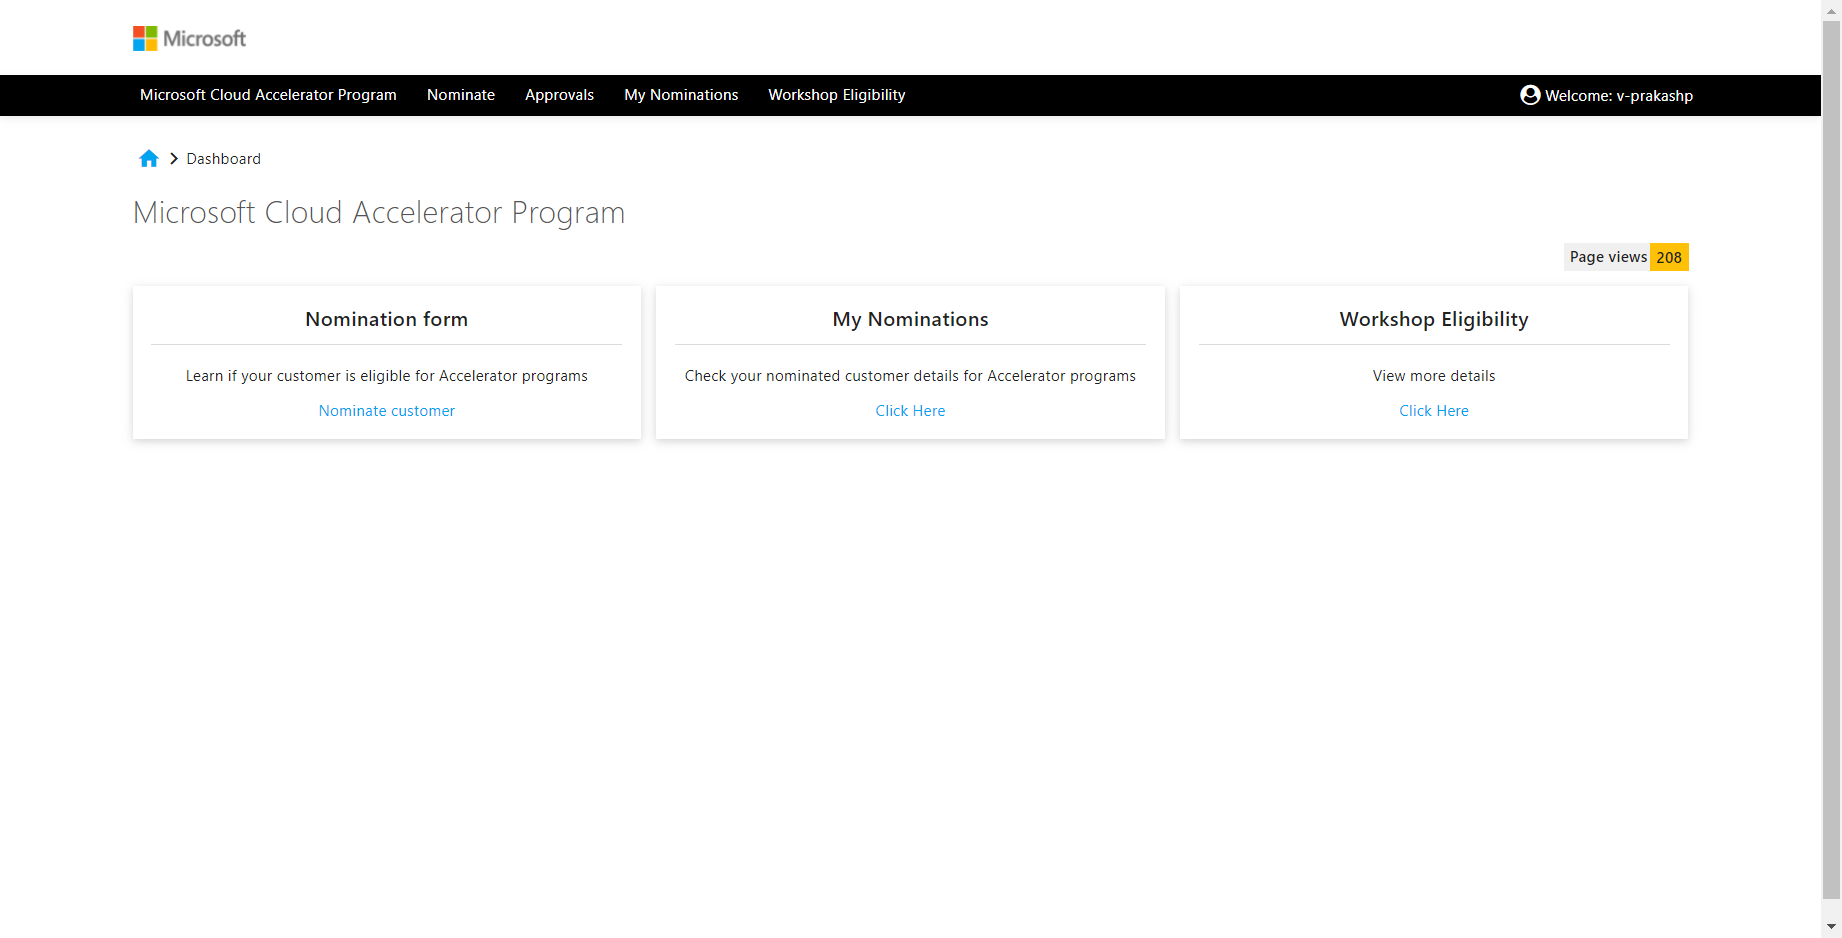 Microsoft
Microsoft Cloud Accelerator Program Nominate Approvals My Nominations Workshop Eligibility Welcome: v-prakashp
Dashboard
Microsoft Cloud Accelerator Program
Page views 208
Nomination form
Learn if your customer is eligible for Accelerator programs
Nominate customer
My Nominations
Check your nominated customer details for Accelerator programs
Click Here
Workshop Eligibility
View more details
Click Here